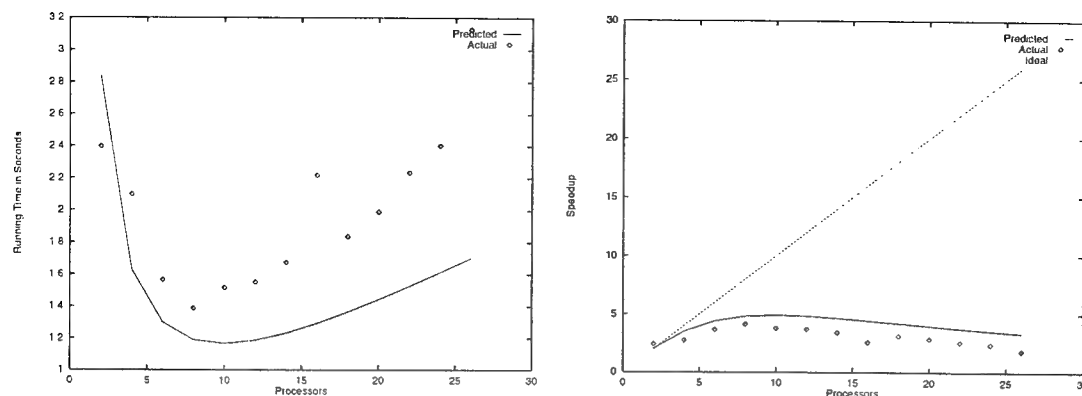 3 2
3
2 8
2 6
2 4
2 2
2
1 8
1 6
1 4
1 2
1
0 5 10 15 20 25 30
Running Time in Seconds
Processors
Predicted
Actual
30
25
20
15
10
5
0
0 5 10 15 20 25 30
Speedup
Processors
Predicted
Actual
Ideal